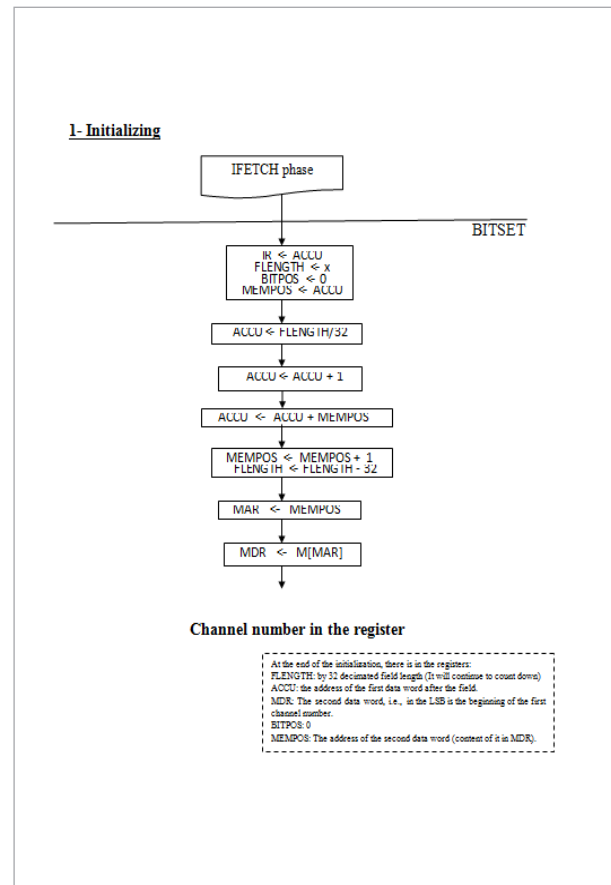 1- Initializing
IFETCH phase
BITSET
IR <- ACCU
FLENGTH <- x
BITPOS <- 0
MEMPOS <- ACCU
ACCU <- FLENGTH/32
ACCU <- ACCU + 1
ACCU <- ACCU + MEMPOS
MEMPOS <- MEMPOS + 1
FLENGTH <- FLENGTH - 32
MAR <- MEMPOS
MDR <- M[MAR]
Channel number in the register
At the end of the initialization, there is in the registers:
FLENGTH: by 32 decimated field length (It will continue to count down)
ACCU: the address of the first data word after the field.
MDR: The second data word, i.e., in the LSB is the beginning of the first
channel number.
BITPOS: 0
MEMPOS: The address of the second data word (content of it in MDR).